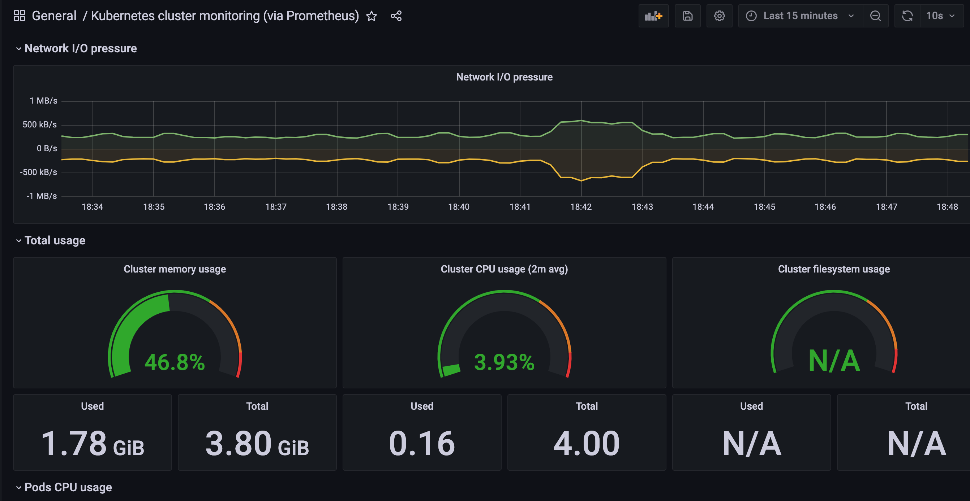 General / Kubernetes cluster monitoring (via Prometheus)
Last 15 minutes
10s
Network I/O pressure
Network I/O pressure
1 MB/s
500 kB/s
0 B/s
-500 kB/s
-1 MB/s
18:34 18:35 18:36 18:37 18:38 18:39 18:40 18:41 18:42 18:43 18:44 18:45 18:46 18:47 18:48
Total usage
Cluster memory usage
46.8%
Cluster CPU usage (2m avg)
3.93%
Cluster filesystem usage
N/A
Used
1.78 GiB
Total
3.80 GiB
Used
0.16
Total
4.00
Used
N/A
Total
N/A
Pods CPU usage